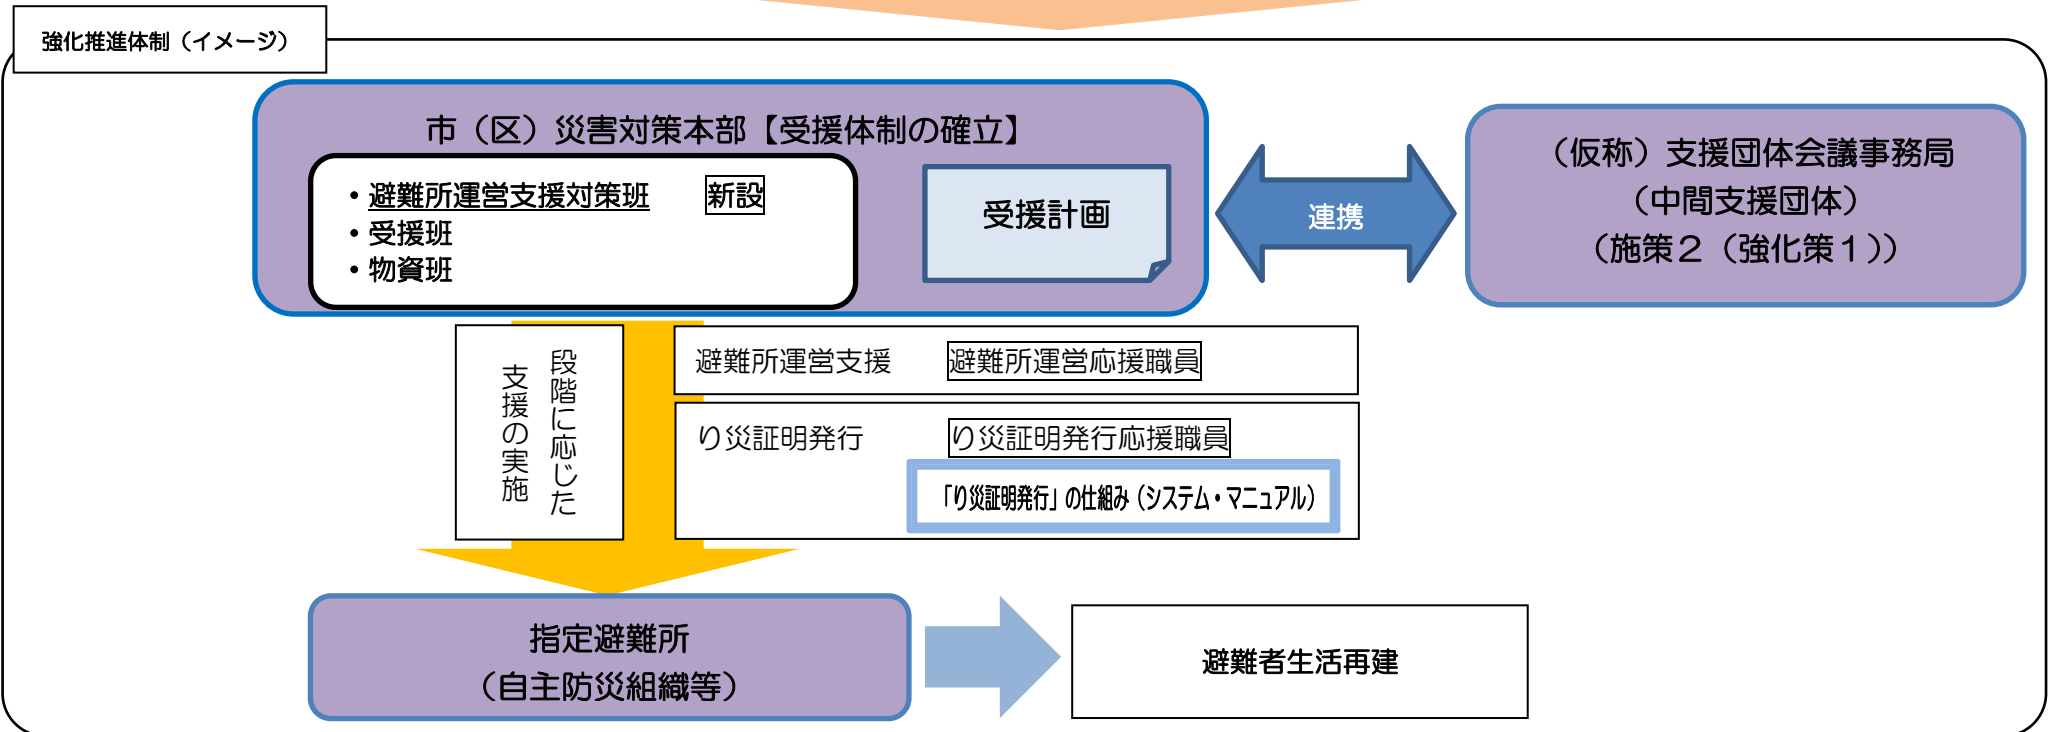 強化推進体制（イメージ）
市（区）災害対策本部【受援体制の確立】
・避難所運営支援対策班 新設
・受援班
・物資班
受援計画
連携
（仮称）支援団体会議事務局
（中間支援団体）
（施策２（強化策１））
段階に応じた
支援の実施
避難所運営支援 避難所運営応援職員
り災証明発行 り災証明発行応援職員
「り災証明発行」の仕組み（システム・マニュアル）
指定避難所
（自主防災組織等）
避難者生活再建